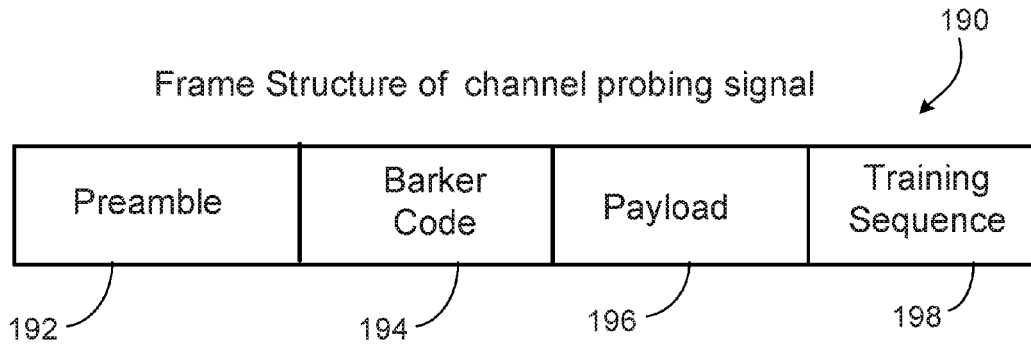 190
Frame Structure of channel probing signal
Preamble
Barker
Code
Payload
Training
Sequence
192
194
196
198